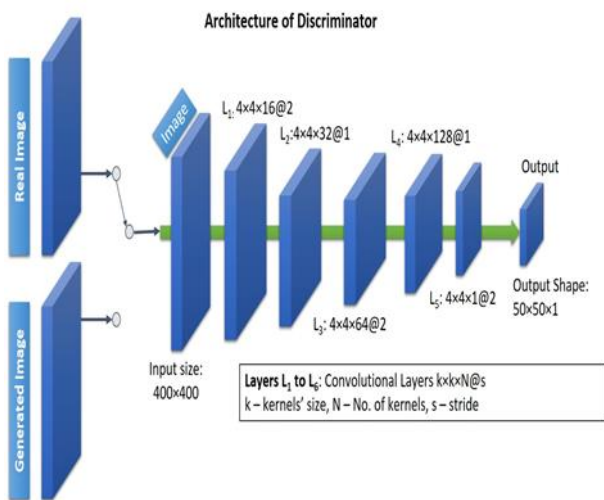 Architecture of Discriminator
Real Image
Generated Image
Image
L₁: 4×4×16@2
L₂:4×4×32@1
L₃: 4×4×64@2
L₄: 4×4×128@1
L₅: 4×4×1@2
Output
Output Shape:
50×50×1
Input size:
400×400
Layers L₁ to L₆: Convolutional Layers k×k×N@s
k – kernels' size, N – No. of kernels, s – stride